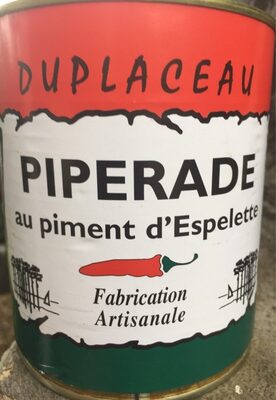 DUPLACEAU
PIPERADE
au piment d'Espelette
Fabrication
Artisanale